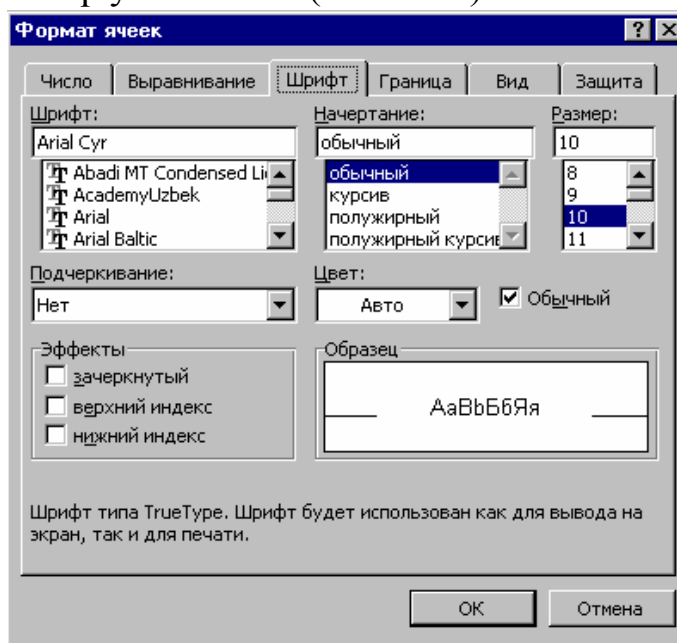 Формат ячеек
Число Выравнивание Шрифт Граница Вид Защита
Шрифт: Начертание: Размер:
Arial Cyr обычный 10
Abadi MT Condensed Li обычный 8
AcademyUzbek курсив 9
Arial полужирный 10
Arial Baltic полужирный курсив 11
Подчеркивание: Цвет:
Нет Авто Обычный
Эффекты Образец
зачеркнутый
верхний индекс АаВbБбЯя
нижний индекс
Шрифт типа TrueType. Шрифт будет использован как для вывода на
экран, так и для печати.
ОК Отмена